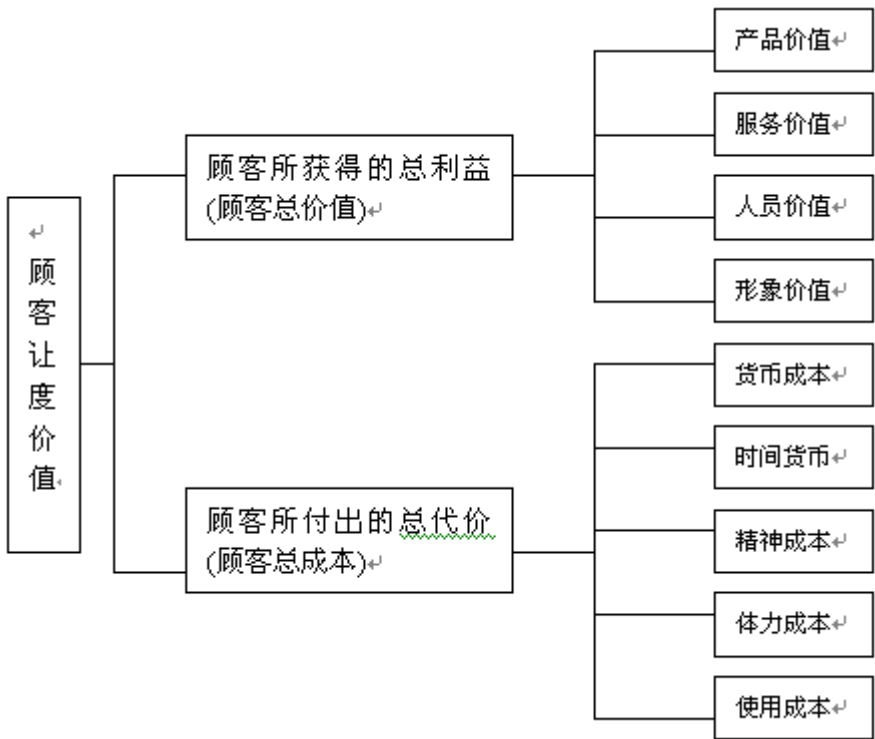 顾客让度价值
顾客所获得的总利益
(顾客总价值)
产品价值
服务价值
人员价值
形象价值
顾客所付出的总代价
(顾客总成本)
货币成本
时间货币
精神成本
体力成本
使用成本